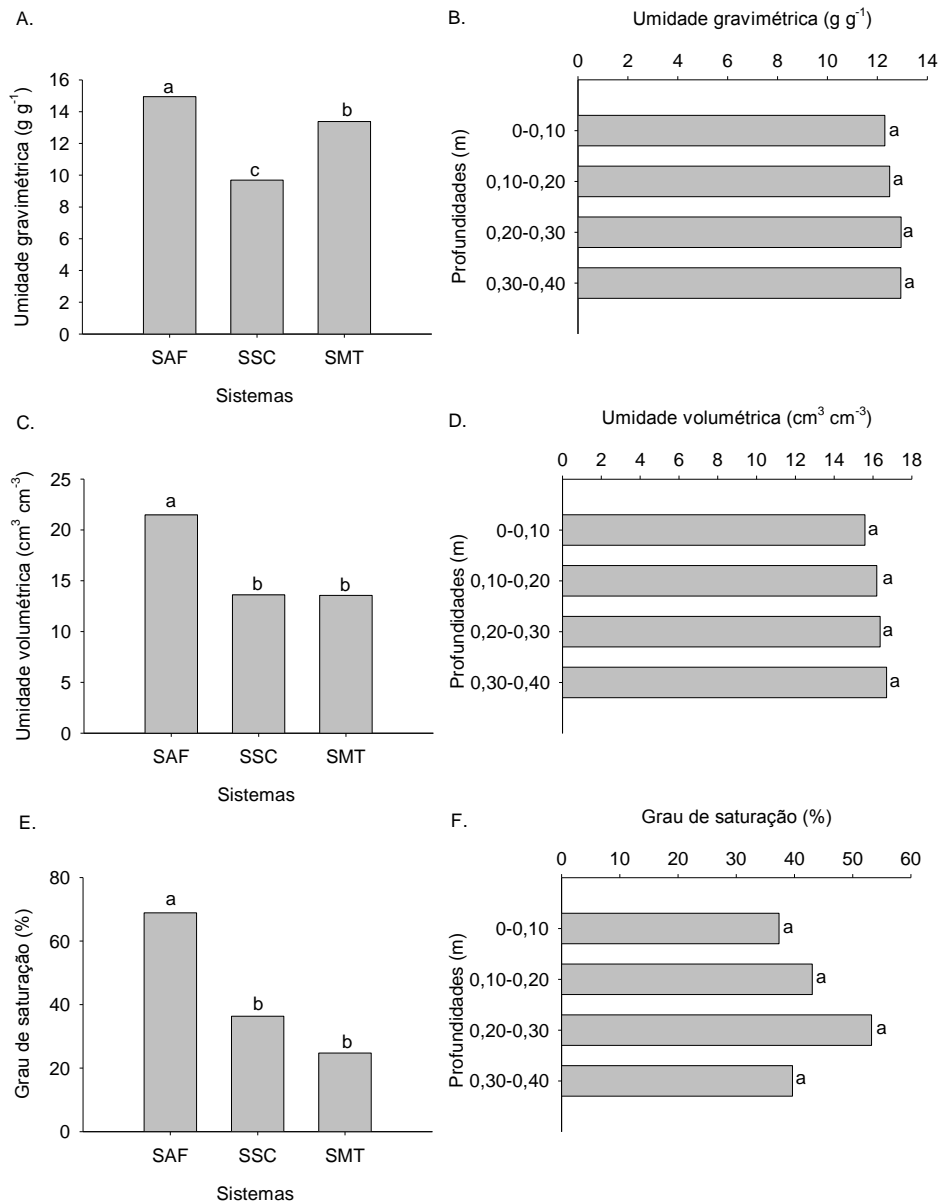 A.
Umidade gravimétrica (g g⁻¹)
16
14
12
10
8
6
4
2
0
a
c
b
SAF SSC SMT
Sistemas
B.
Umidade gravimétrica (g g⁻¹)
0 2 4 6 8 10 12 14
Profundidades (m)
0-0,10 a
0,10-0,20 a
0,20-0,30 a
0,30-0,40 a
C.
Umidade volumétrica (cm³ cm⁻³)
25
20
15
10
5
0
a
b
b
SAF SSC SMT
Sistemas
D.
Umidade volumétrica (cm³ cm⁻³)
0 2 4 6 8 10 12 14 16 18
Profundidades (m)
0-0,10 a
0,10-0,20 a
0,20-0,30 a
0,30-0,40 a
E.
Grau de saturação (%)
80
60
40
20
0
a
b
b
SAF SSC SMT
Sistemas
F.
Grau de saturação (%)
0 10 20 30 40 50 60
Profundidades (m)
0-0,10 a
0,10-0,20 a
0,20-0,30 a
0,30-0,40 a